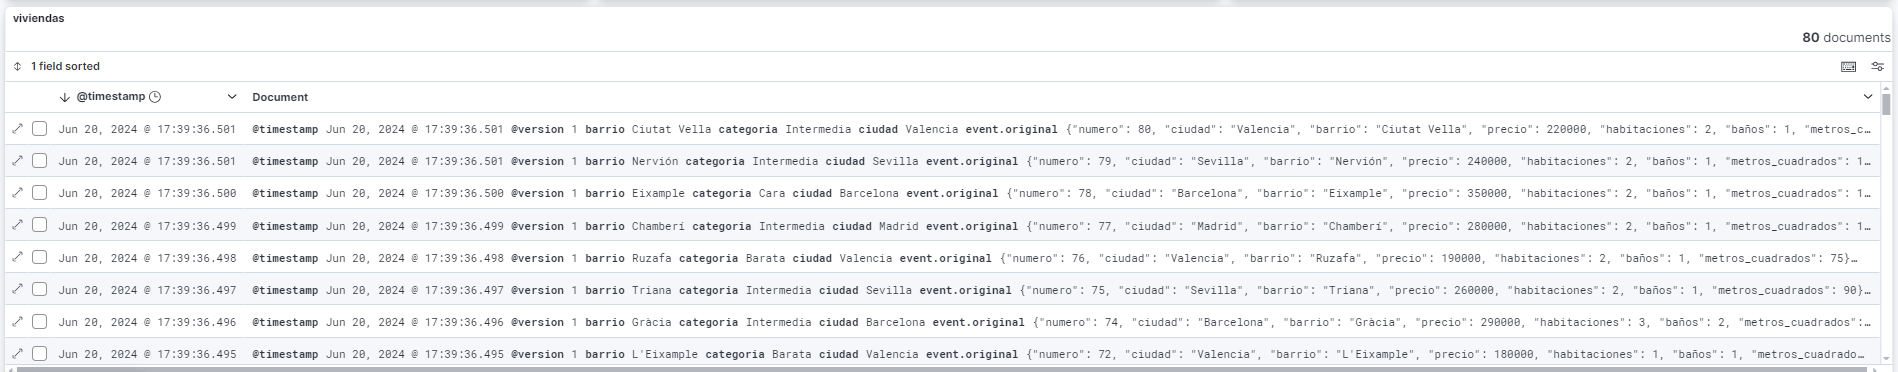 viviendas
80 documents
1 field sorted
@timestamp Document
Jun 20, 2024 @ 17:39:36.501 @timestamp Jun 20, 2024 @ 17:39:36.501 @version 1 barrio Ciutat Vella categoria Intermedia ciudad Valencia event.original {"numero": 80, "ciudad": "Valencia", "barrio": "Ciutat Vella", "precio": 220000, "habitaciones": 2, "baños": 1, "metros_c…
Jun 20, 2024 @ 17:39:36.501 @timestamp Jun 20, 2024 @ 17:39:36.501 @version 1 barrio Nervión categoria Intermedia ciudad Sevilla event.original {"numero": 79, "ciudad": "Sevilla", "barrio": "Nervión", "precio": 240000, "habitaciones": 2, "baños": 1, "metros_cuadrados": 1…
Jun 20, 2024 @ 17:39:36.500 @timestamp Jun 20, 2024 @ 17:39:36.500 @version 1 barrio Eixample categoria Cara ciudad Barcelona event.original {"numero": 78, "ciudad": "Barcelona", "barrio": "Eixample", "precio": 350000, "habitaciones": 2, "baños": 1, "metros_cuadrados": 1…
Jun 20, 2024 @ 17:39:36.499 @timestamp Jun 20, 2024 @ 17:39:36.499 @version 1 barrio Chamberí categoria Intermedia ciudad Madrid event.original {"numero": 77, "ciudad": "Madrid", "barrio": "Chamberí", "precio": 280000, "habitaciones": 2, "baños": 1, "metros_cuadrados": 1…
Jun 20, 2024 @ 17:39:36.498 @timestamp Jun 20, 2024 @ 17:39:36.498 @version 1 barrio Ruzafa categoria Barata ciudad Valencia event.original {"numero": 76, "ciudad": "Valencia", "barrio": "Ruzafa", "precio": 190000, "habitaciones": 2, "baños": 1, "metros_cuadrados": 75}…
Jun 20, 2024 @ 17:39:36.497 @timestamp Jun 20, 2024 @ 17:39:36.497 @version 1 barrio Triana categoria Intermedia ciudad Sevilla event.original {"numero": 75, "ciudad": "Sevilla", "barrio": "Triana", "precio": 260000, "habitaciones": 2, "baños": 1, "metros_cuadrados": 90}…
Jun 20, 2024 @ 17:39:36.496 @timestamp Jun 20, 2024 @ 17:39:36.496 @version 1 barrio Gràcia categoria Intermedia ciudad Barcelona event.original {"numero": 74, "ciudad": "Barcelona", "barrio": "Gràcia", "precio": 290000, "habitaciones": 3, "baños": 2, "metros_cuadrados":…
Jun 20, 2024 @ 17:39:36.495 @timestamp Jun 20, 2024 @ 17:39:36.495 @version 1 barrio L'Eixample categoria Barata ciudad Valencia event.original {"numero": 72, "ciudad": "Valencia", "barrio": "L'Eixample", "precio": 180000, "habitaciones": 1, "baños": 1, "metros_cuadrado…